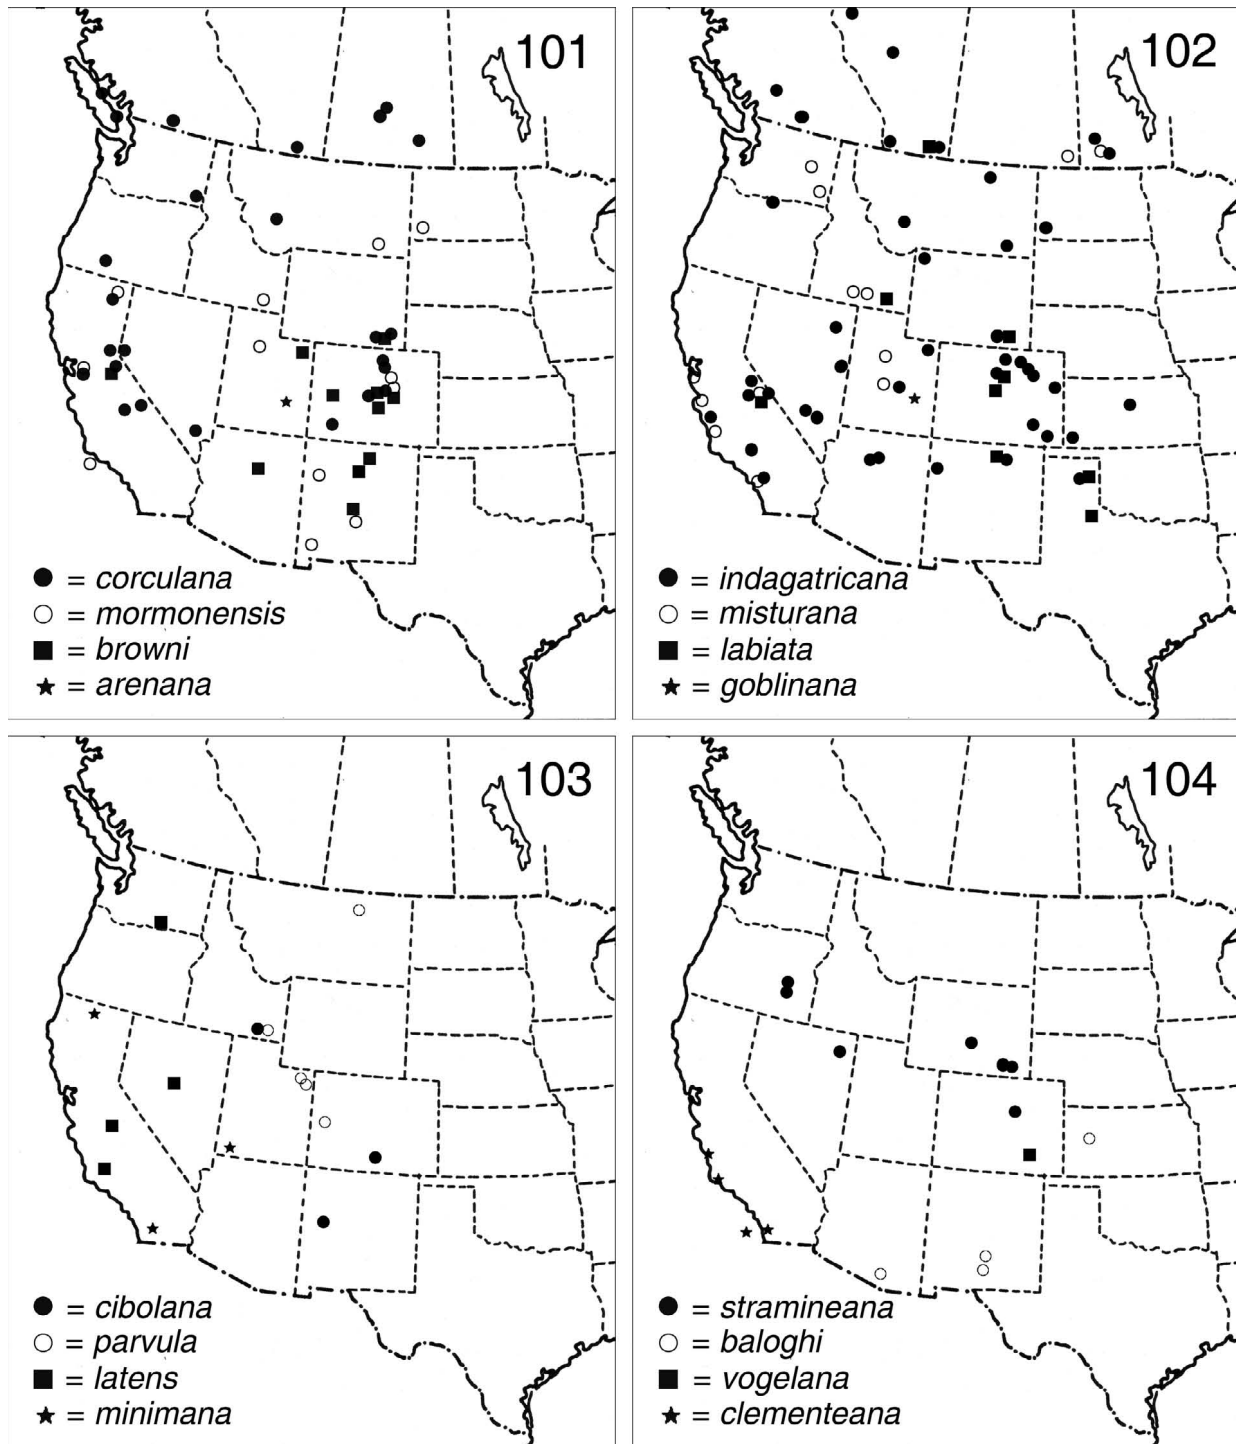 101
● = corculana
○ = mormonensis
■ = browni
★ = arenana
102
● = indagatricana
○ = misturana
■ = labiata
★ = goblinana
103
● = cibolana
○ = parvula
■ = latens
★ = minimana
104
● = stramineana
○ = baloghi
■ = vogelana
★ = clementeana